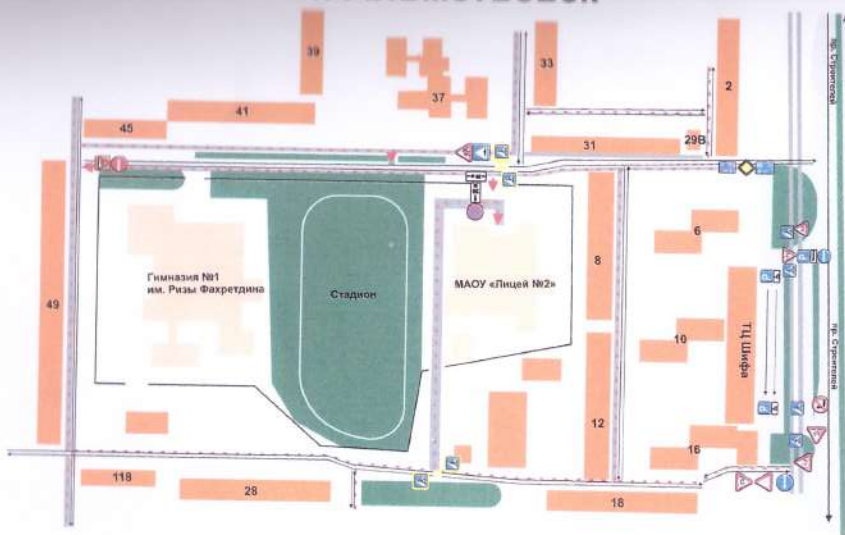 39
33
пр. Строителей
2
37
41
45
31
29В
6
8
49
Гимназия №1
им. Ризы Фахретдина
Стадион
МАОУ «Лицей №2»
ТЦ Шифа
10
пр. Строителей
12
16
118
28
18